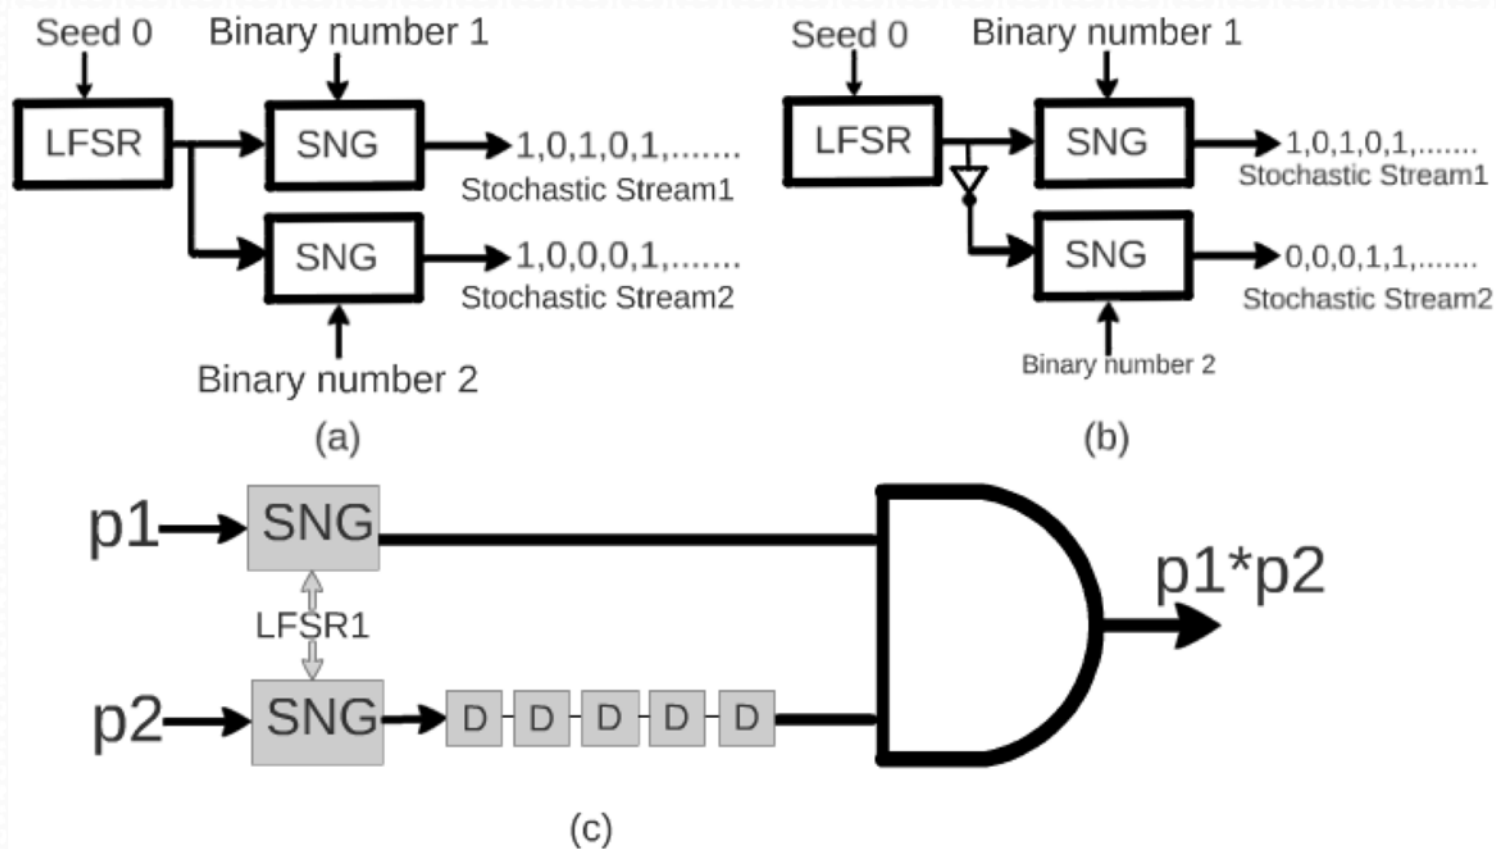 Seed 0
Binary number 1
LFSR
SNG
1,0,1,0,1,.......
Stochastic Stream1
SNG
1,0,0,0,1,.......
Stochastic Stream2
Binary number 2
(a)
Seed 0
Binary number 1
LFSR
SNG
1,0,1,0,1,.......
Stochastic Stream1
SNG
0,0,0,1,1,.......
Stochastic Stream2
Binary number 2
(b)
p1
SNG
LFSR1
p2
SNG
D D D D D
p1*p2
(c)